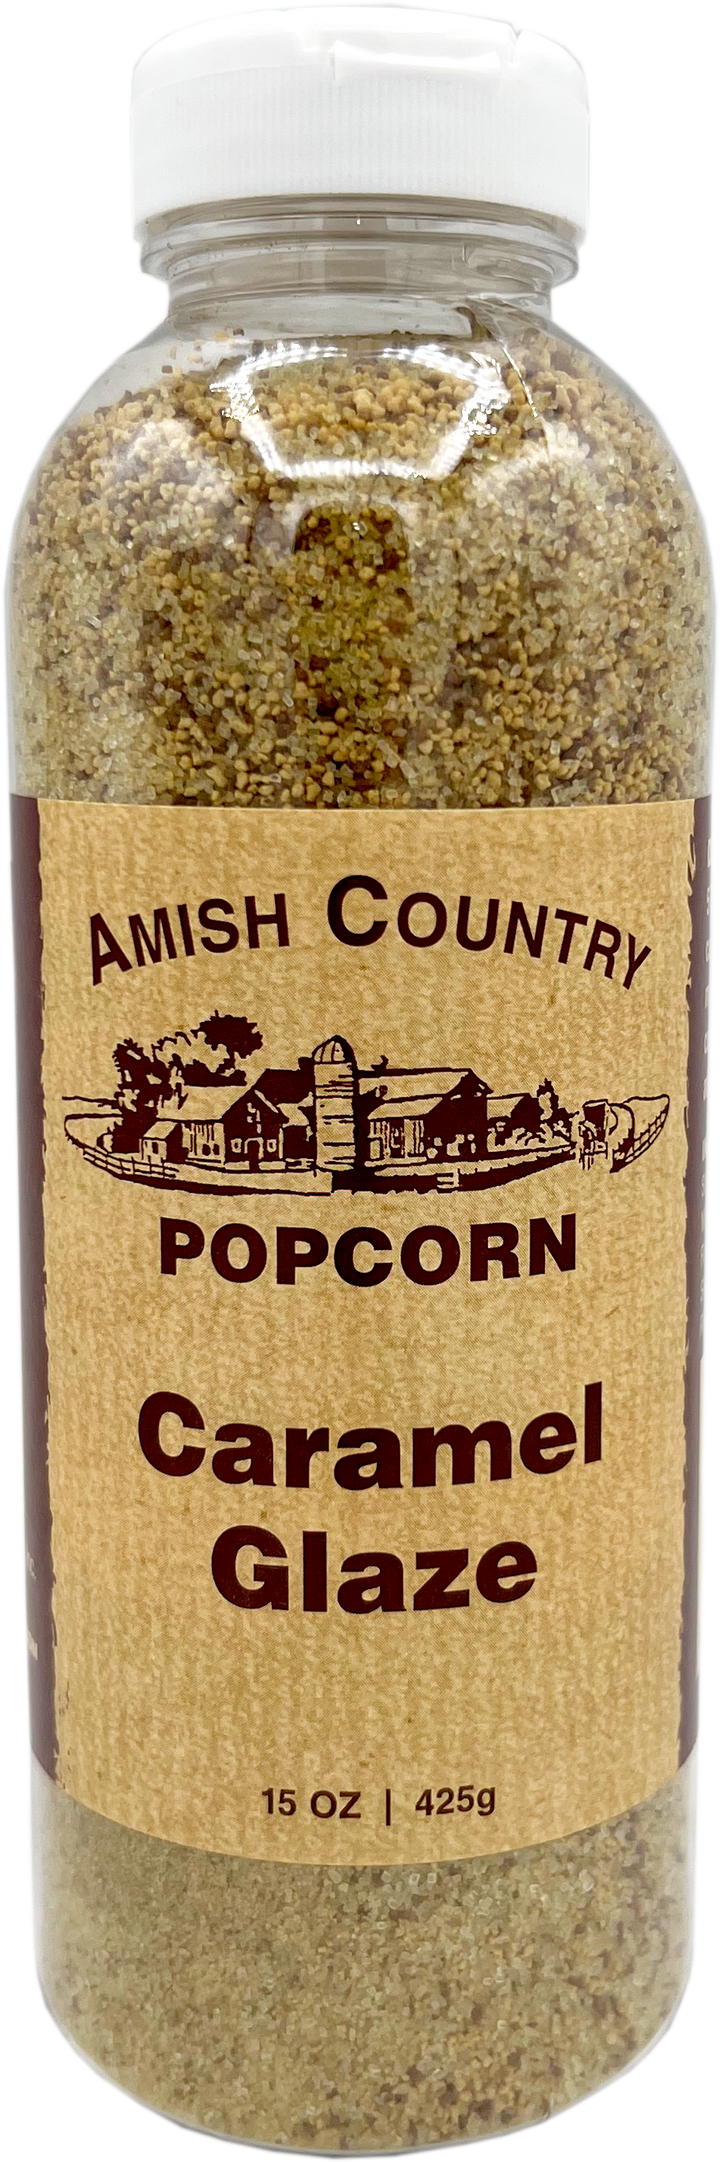 AMISH COUNTRY
POPCORN
Caramel
Glaze
15 OZ | 425g